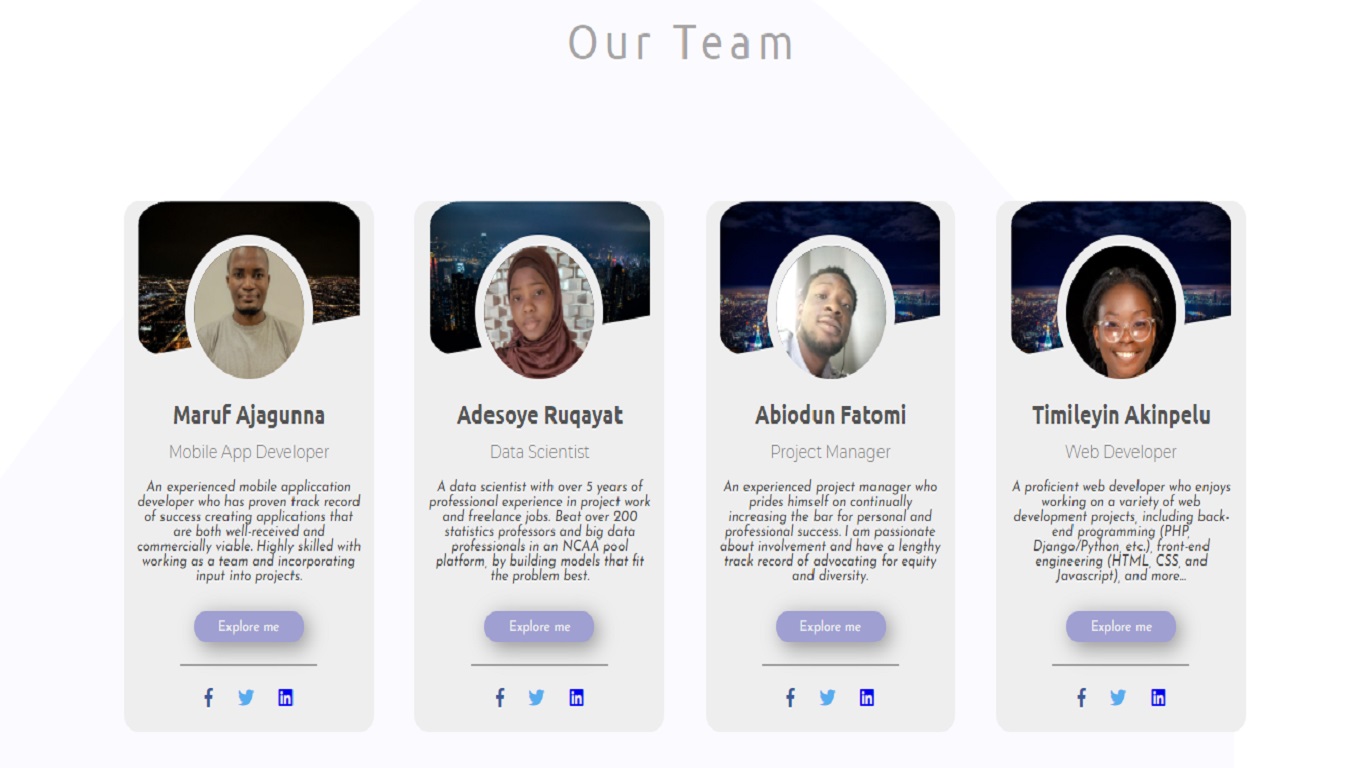 Our Team
Maruf Ajagunna
Mobile App Developer
An experienced mobile appliccation
developer who has proven track record
of success creating applications that
are both well-received and
commercially viable. Highly skilled with
working as a team and incorporating
input into projects.
Explore me
Adesoye Ruqayat
Data Scientist
A data scientist with over 5 years of
professional experience in project work
and freelance jobs. Beat over 200
statistics professors and big data
professionals in an NCAA pool
platform, by building models that fit
the problem best.
Explore me
Abiodun Fatomi
Project Manager
An experienced project manager who
prides himself on continually
increasing the bar for personal and
professional success. I am passionate
about involvement and have a lengthy
track record of advocating for equity
and diversity.
Explore me
Timileyin Akinpelu
Web Developer
A proficient web developer who enjoys
working on a variety of web
development projects, including back-
end programming (PHP,
Django/Python, etc.), front-end
engineering (HTML, CSS, and
Javascript), and more...
Explore me